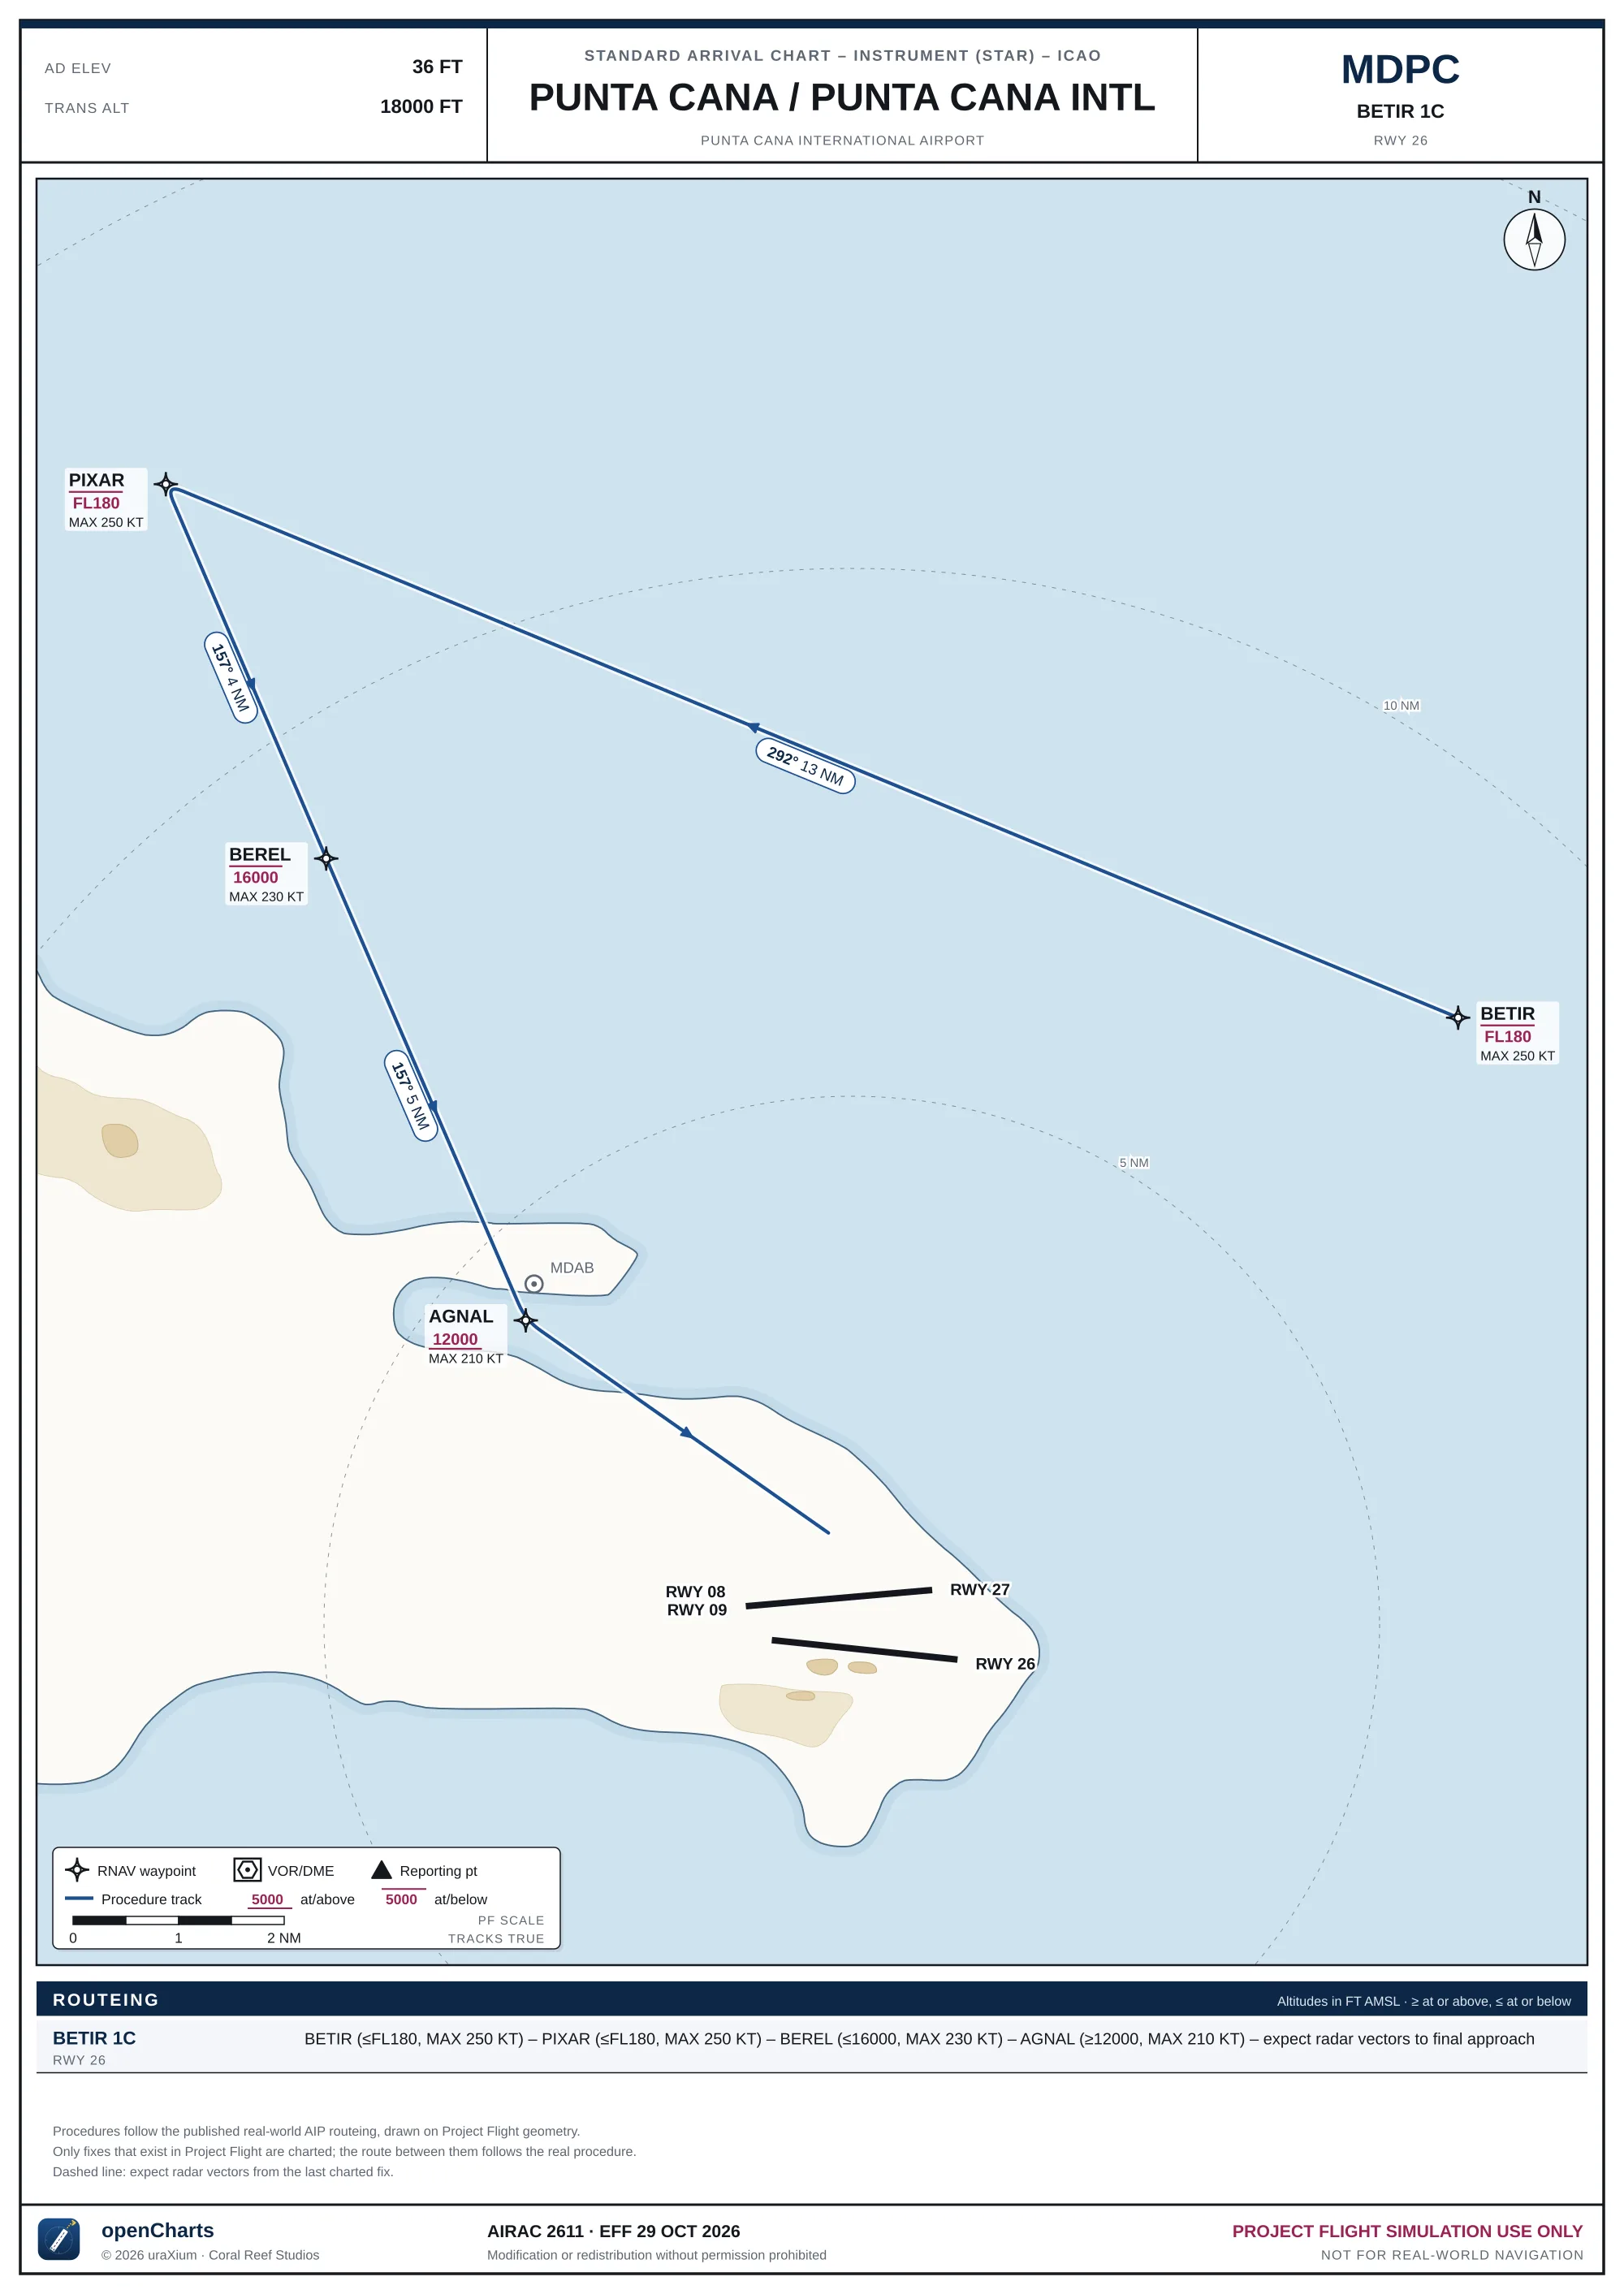 AD ELEV 36 FT
TRANS ALT 18000 FT
STANDARD ARRIVAL CHART – INSTRUMENT (STAR) – ICAO
PUNTA CANA / PUNTA CANA INTL
PUNTA CANA INTERNATIONAL AIRPORT
MDPC
BETIR 1C
RWY 26
N
PIXAR
FL180
MAX 250 KT
157° 4 NM
10 NM
292° 13 NM
BEREL
16000
MAX 230 KT
BETIR
FL180
MAX 250 KT
157° 5 NM
5 NM
MDAB
AGNAL
12000
MAX 210 KT
RWY 08
RWY 09
RWY 27
RWY 26
RNAV waypoint VOR/DME Reporting pt
Procedure track 5000 at/above 5000 at/below
PF SCALE
0 1 2 NM TRACKS TRUE
ROUTEING Altitudes in FT AMSL · ≥ at or above, ≤ at or below
BETIR 1C BETIR (≤FL180, MAX 250 KT) – PIXAR (≤FL180, MAX 250 KT) – BEREL (≤16000, MAX 230 KT) – AGNAL (≥12000, MAX 210 KT) – expect radar vectors to final approach
RWY 26
Procedures follow the published real-world AIP routeing, drawn on Project Flight geometry.
Only fixes that exist in Project Flight are charted; the route between them follows the real procedure.
Dashed line: expect radar vectors from the last charted fix.
openCharts
© 2026 uraXium · Coral Reef Studios
AIRAC 2611 · EFF 29 OCT 2026
Modification or redistribution without permission prohibited
PROJECT FLIGHT SIMULATION USE ONLY
NOT FOR REAL-WORLD NAVIGATION